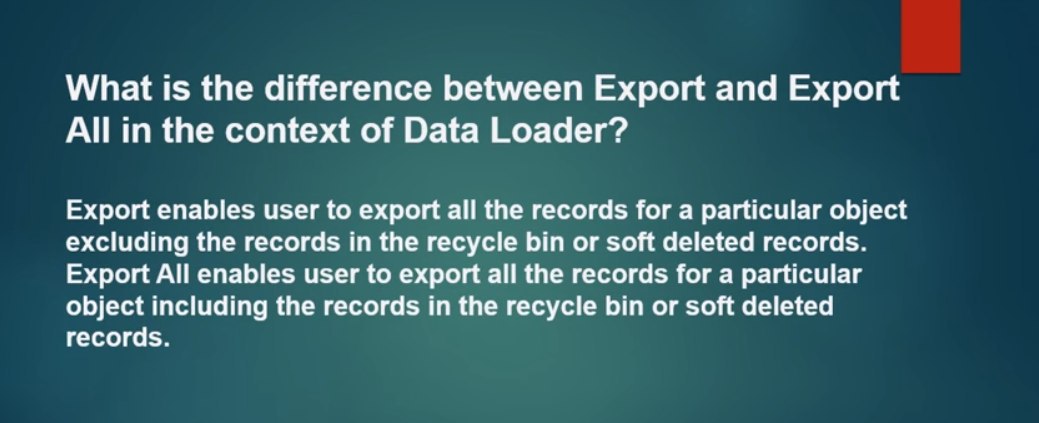 What is the difference between Export and Export
All in the context of Data Loader?
Export enables user to export all the records for a particular object
excluding the records in the recycle bin or soft deleted records.
Export All enables user to export all the records for a particular
object including the records in the recycle bin or soft deleted
records.